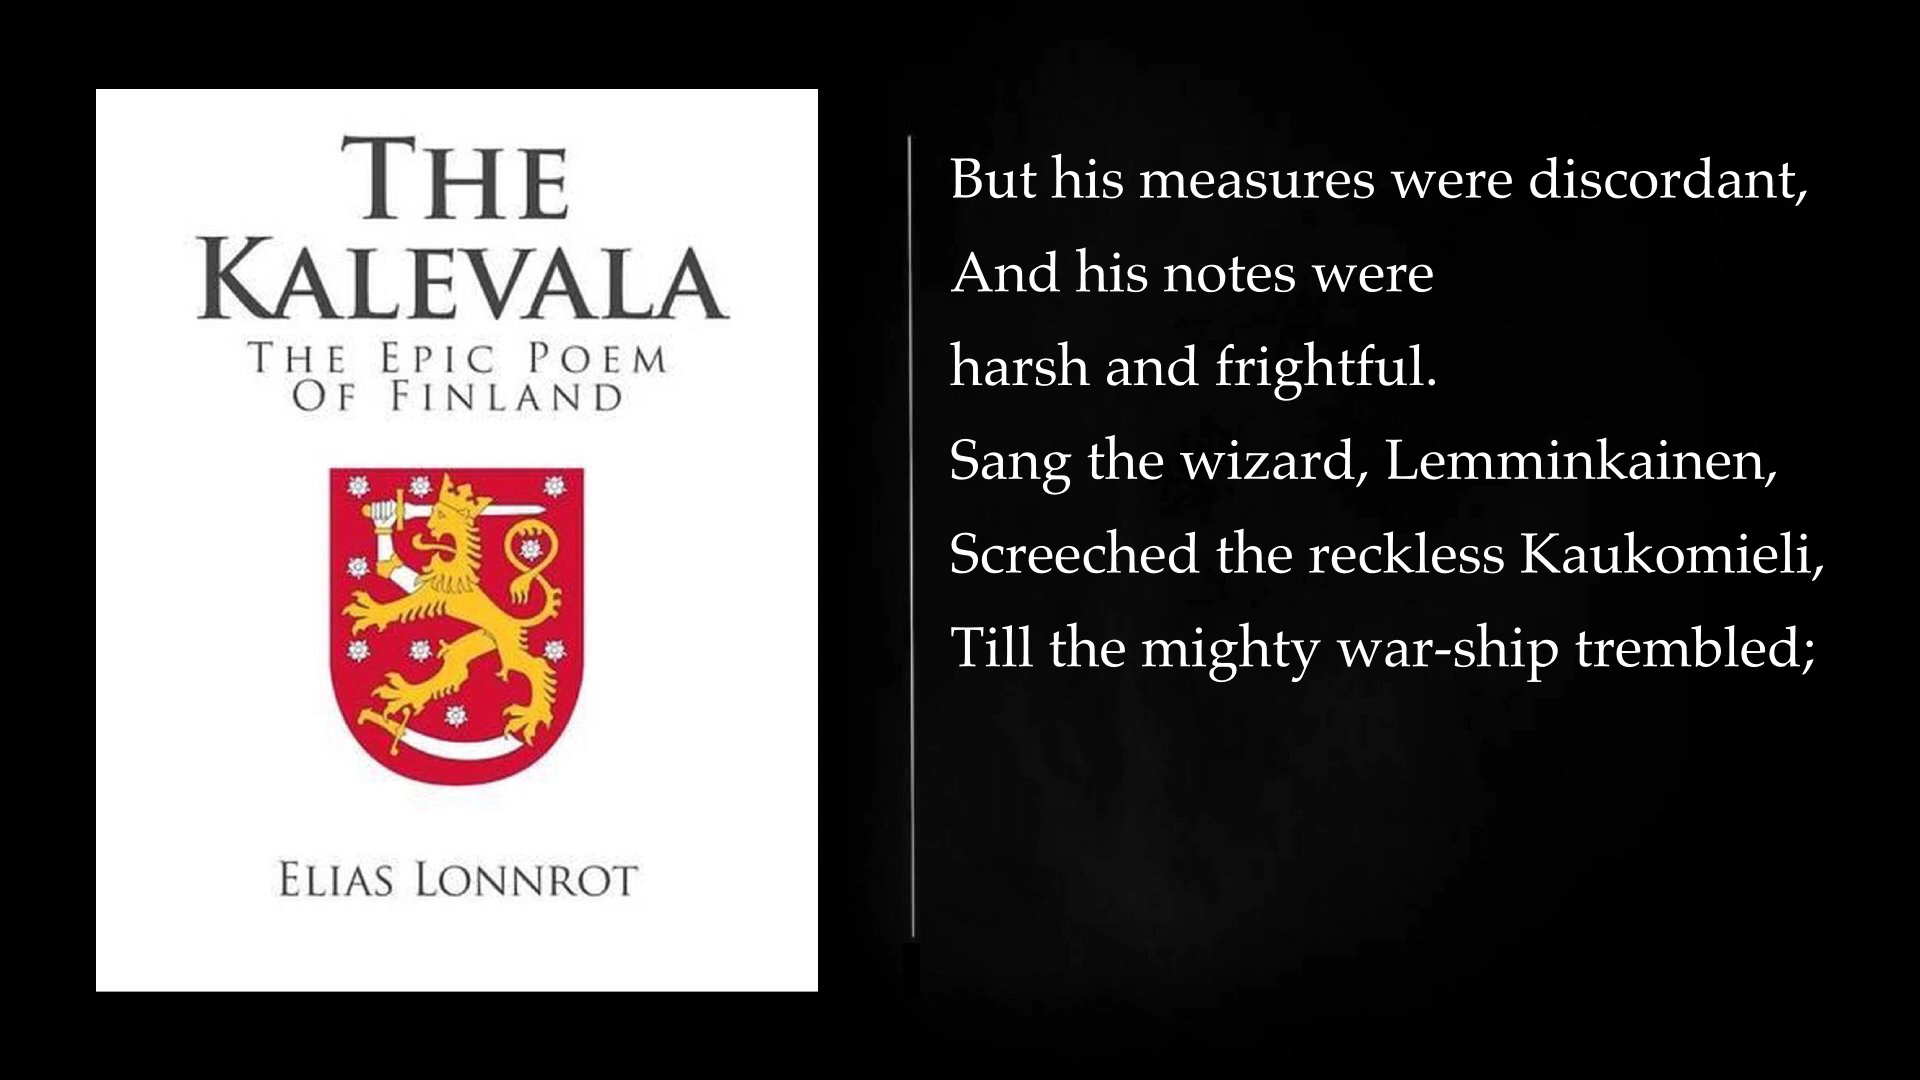 THE
KALEVALA
THE EPIC POEM
OF FINLAND
ELIAS LONNROT
But his measures were discordant,
And his notes were
harsh and frightful.
Sang the wizard, Lemminkainen,
Screeched the reckless Kaukomieli,
Till the mighty war-ship trembled;